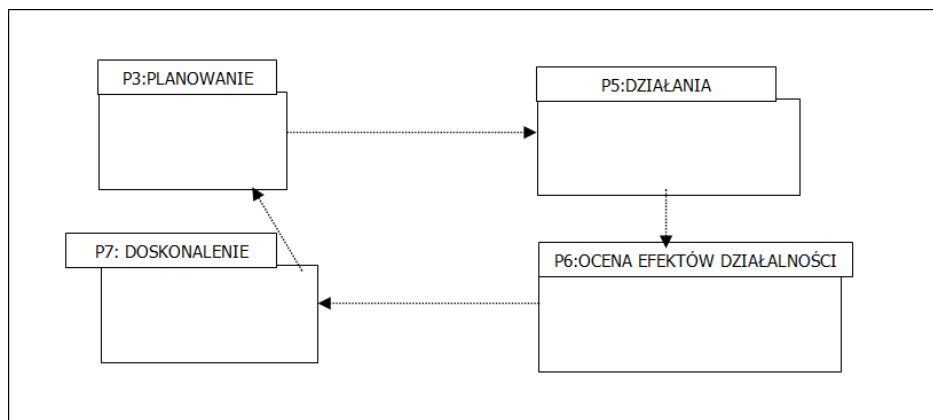 P3:PLANOWANIE
P5:DZIAŁANIA
P7: DOSKONALENIE
P6:OCENA EFEKTÓW DZIAŁALNOŚCI